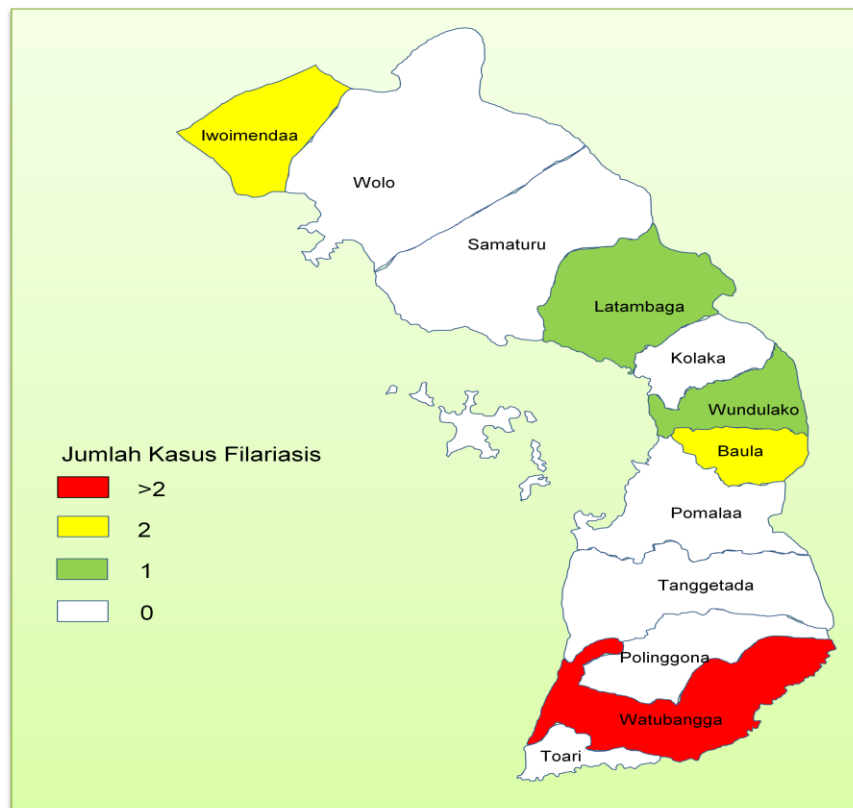 Iwoimendaa
Wolo
Samaturu
Latambaga
Kolaka
Wundulako
Baula
Pomalaa
Tanggetada
Polinggona
Watubangga
Toari
Jumlah Kasus Filariasis
>2
2
1
0